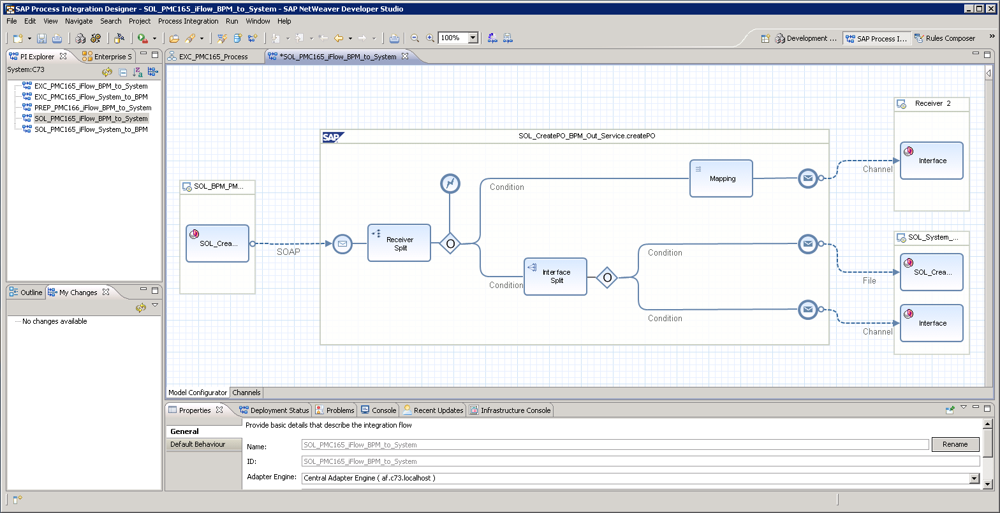 SAP Process Integration Designer - SOL_PMC165_iFlow_BPM_to_System - SAP NetWeaver Developer Studio
File Edit View Navigate Search Project Process Integration Run Window Help
100%
Development ... SAP Process I... Rules Composer
PI Explorer Enterprise S
System:C73
EXC_PMC165_iFlow_BPM_to_System
EXC_PMC165_iFlow_System_to_BPM
PREP_PMC166_iFlow_BPM_to_System
SOL_PMC165_iFlow_BPM_to_System
SOL_PMC165_iFlow_System_to_BPM
Outline My Changes
No changes available
EXC_PMC165_Process *SOL_PMC165_iFlow_BPM_to_System
SOL_BPM_PM...
SOL_Crea...
SOAP
SAP SOL_CreatePO_BPM_Out_Service.createPO
Receiver
Split
Condition
Mapping
Condition
Interface
Split
Condition
Condition
Receiver 2
Interface
Channel
SOL_System_...
SOL_Crea...
File
Interface
Channel
Model Configurator Channels
Properties Deployment Status Problems Console Recent Updates Infrastructure Console
General
Default Behaviour
Provide basic details that describe the integration flow
Name: SOL_PMC165_iFlow_BPM_to_System Rename
ID: SOL_PMC165_iFlow_BPM_to_System
Adapter Engine: Central Adapter Engine ( af.c73.localhost )